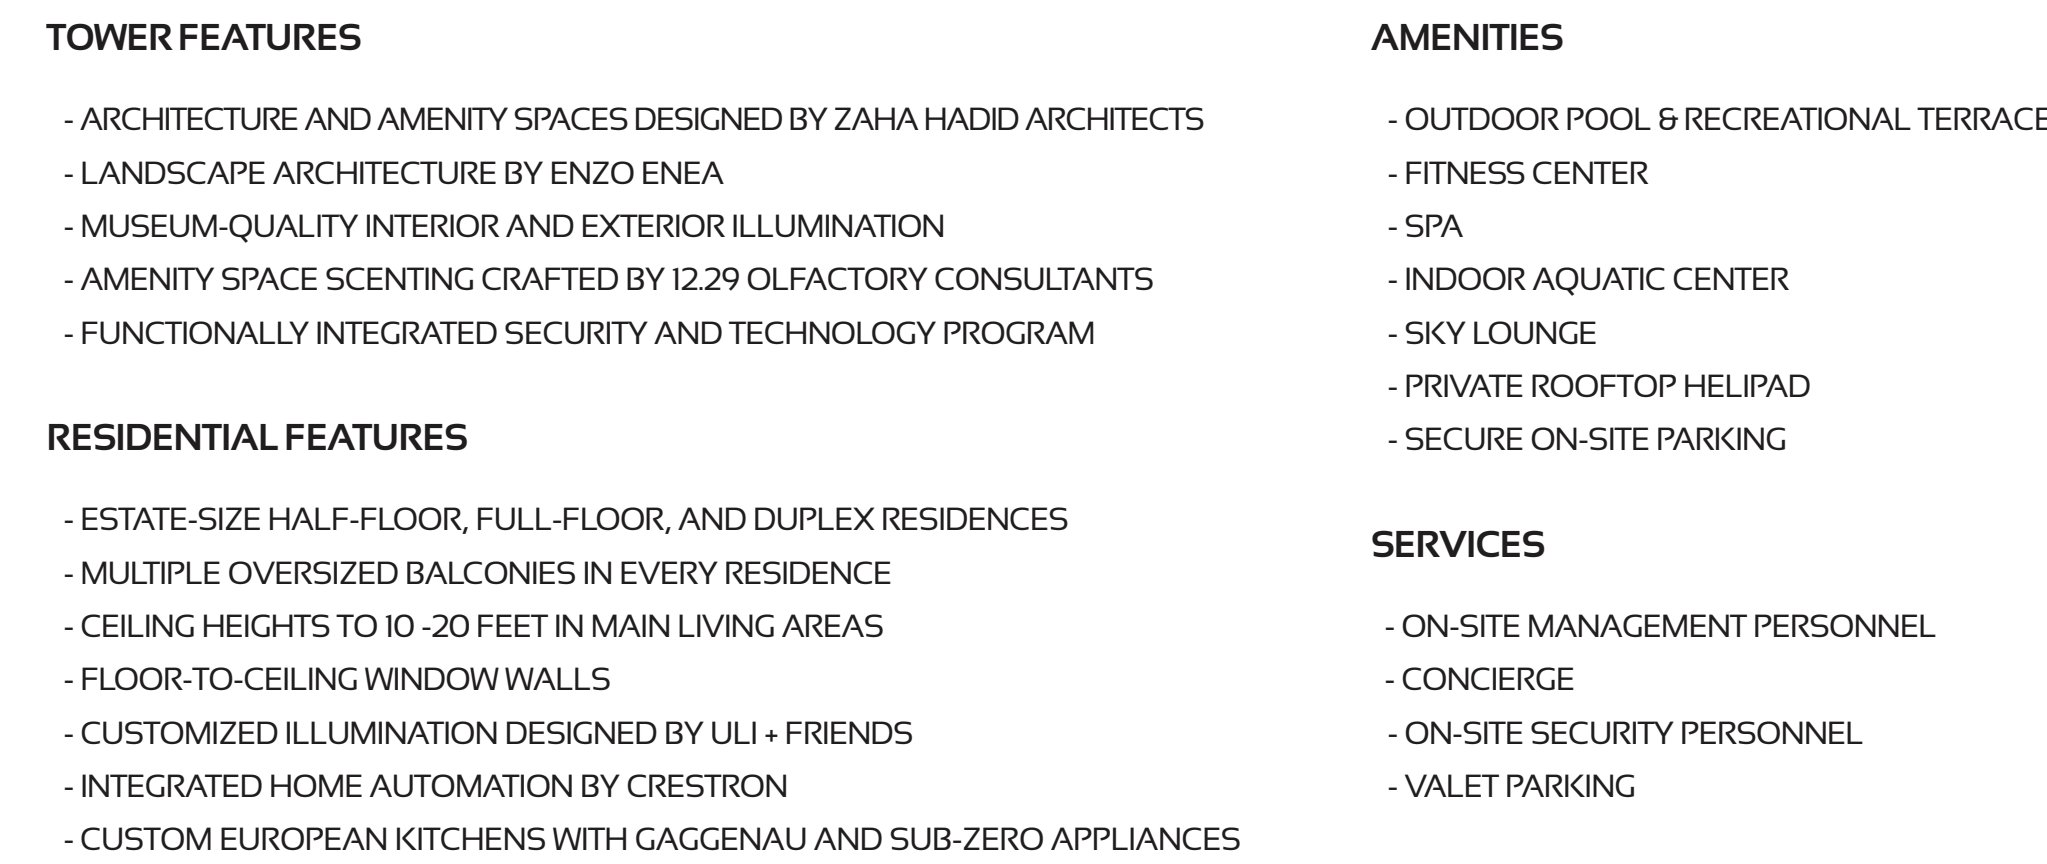 TOWER FEATURES
- ARCHITECTURE AND AMENITY SPACES DESIGNED BY ZAHA HADID ARCHITECTS
- LANDSCAPE ARCHITECTURE BY ENZO ENEA
- MUSEUM-QUALITY INTERIOR AND EXTERIOR ILLUMINATION
- AMENITY SPACE SCENTING CRAFTED BY 12.29 OLFACTORY CONSULTANTS
- FUNCTIONALLY INTEGRATED SECURITY AND TECHNOLOGY PROGRAM
RESIDENTIAL FEATURES
- ESTATE-SIZE HALF-FLOOR, FULL-FLOOR, AND DUPLEX RESIDENCES
- MULTIPLE OVERSIZED BALCONIES IN EVERY RESIDENCE
- CEILING HEIGHTS TO 10 -20 FEET IN MAIN LIVING AREAS
- FLOOR-TO-CEILING WINDOW WALLS
- CUSTOMIZED ILLUMINATION DESIGNED BY ULI + FRIENDS
- INTEGRATED HOME AUTOMATION BY CRESTRON
- CUSTOM EUROPEAN KITCHENS WITH GAGGENAU AND SUB-ZERO APPLIANCES
AMENITIES
- OUTDOOR POOL & RECREATIONAL TERRACE
- FITNESS CENTER
- SPA
- INDOOR AQUATIC CENTER
- SKY LOUNGE
- PRIVATE ROOFTOP HELIPAD
- SECURE ON-SITE PARKING
SERVICES
- ON-SITE MANAGEMENT PERSONNEL
- CONCIERGE
- ON-SITE SECURITY PERSONNEL
- VALET PARKING